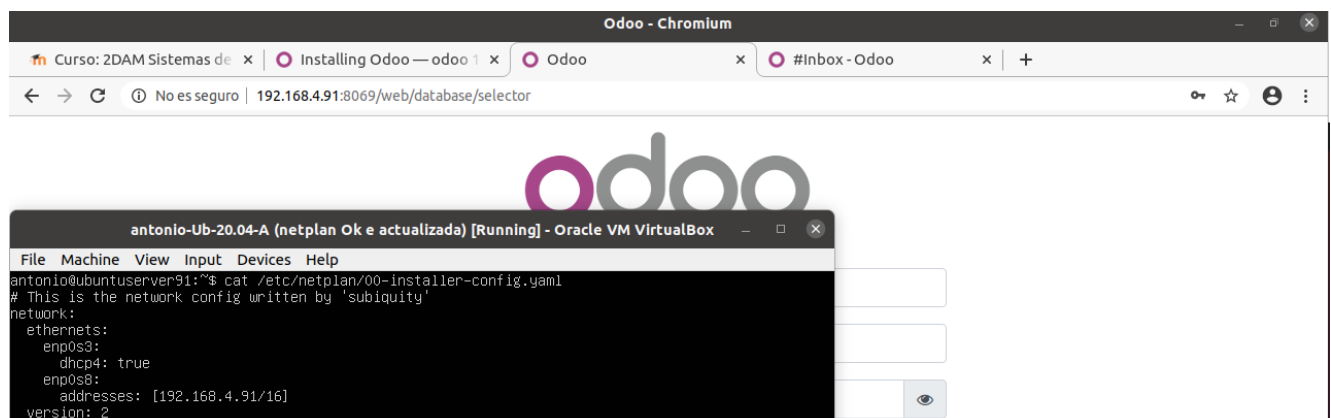 Odoo - Chromium
Curso: 2DAM Sistemas de
Installing Odoo — odoo 1
Odoo
#Inbox - Odoo
No es seguro | 192.168.4.91:8069/web/database/selector
odoo
antonio-Ub-20.04-A (netplan Ok e actualizada) [Running] - Oracle VM VirtualBox
File Machine View Input Devices Help
antonio@ubuntuserver91:~$ cat /etc/netplan/00-installer-config.yaml
# This is the network config written by 'subiquity'
network:
  ethernets:
    enp0s3:
      dhcp4: true
    enp0s8:
      addresses: [192.168.4.91/16]
  version: 2